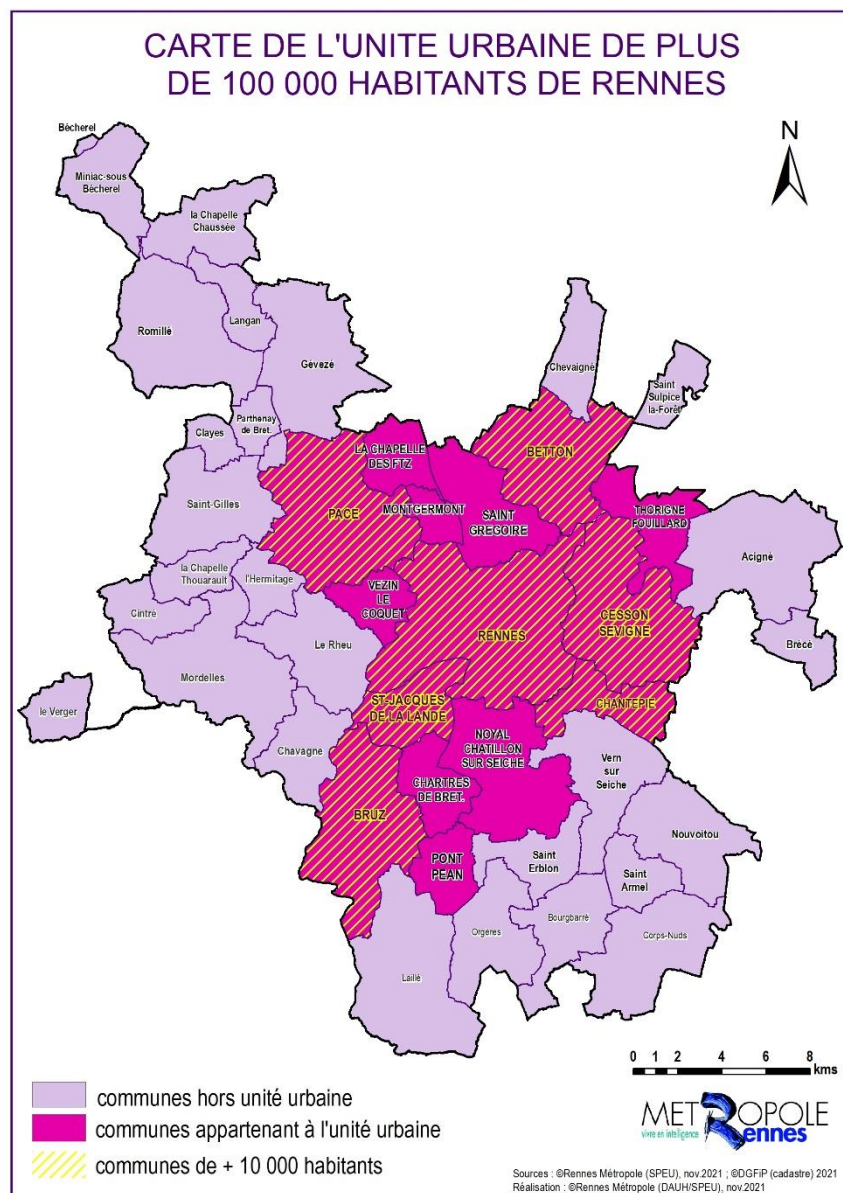 CARTE DE L'UNITE URBAINE DE PLUS
DE 100 000 HABITANTS DE RENNES
N
Bécherel
Miniac-sous
Bécherel
la Chapelle
Chaussée
Langan
Romillé
Gévezé
Chevaigné
Saint
Sulpice
la-Forêt
Parthenay
de Bret.
Clayes
LA CHAPELLE
DES FTZ
BETTON
Saint-Gilles
PACE
MONTGERMONT
SAINT
GREGOIRE
THORIGNE
FOUILLARD
Acigné
la Chapelle
Thouarault
l'Hermitage
VEZIN
LE
COQUET
Cintré
CESSON
SEVIGNE
RENNES
Le Rheu
Brécé
Mordelles
le Verger
ST-JACQUES
DE LA LANDE
CHANTEPIE
NOYAL
CHATILLON
SUR SEICHE
Chavagne
Vern
sur
Seiche
CHARTRES
DE BRET.
BRUZ
Nouvoitou
PONT
PEAN
Saint
Erblon
Saint
Armel
Bourgbarré
Orgères
Corps-Nuds
Laillé
0 1 2 4 6 8
kms
communes hors unité urbaine
communes appartenant à l'unité urbaine
communes de + 10 000 habitants
METROPOLE
vivre en intelligence
Rennes
Sources : ©Rennes Métropole (SPEU), nov.2021 ; ©DGFiP (cadastre) 2021
Réalisation : ©Rennes Métropole (DAUH/SPEU), nov.2021